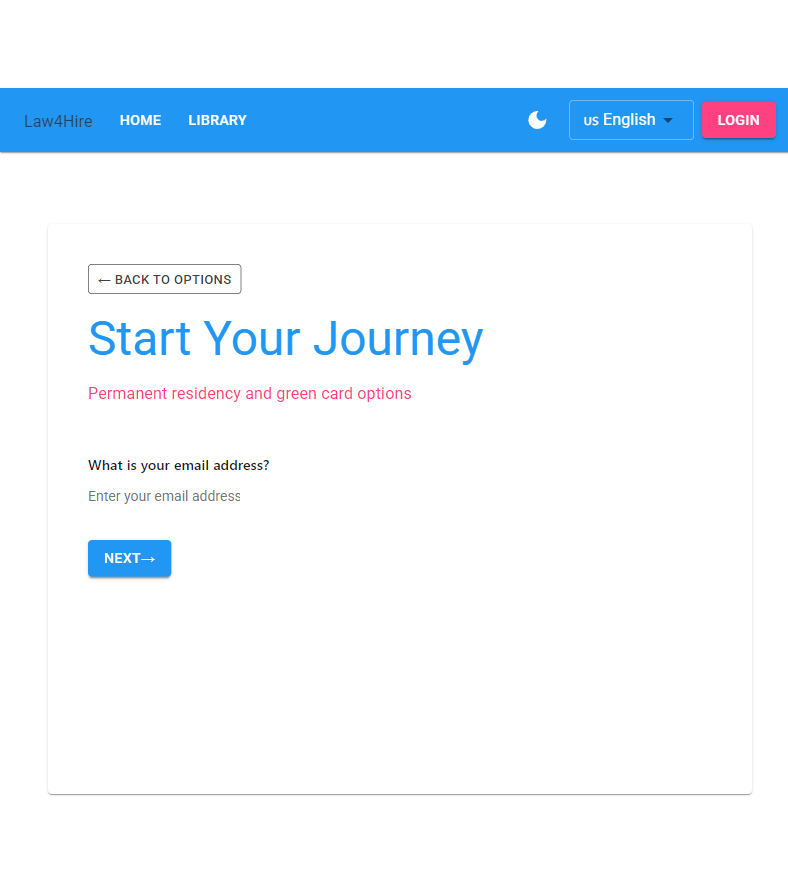 Law4Hire HOME LIBRARY us English LOGIN
← BACK TO OPTIONS
Start Your Journey
Permanent residency and green card options
What is your email address?
Enter your email address
NEXT→